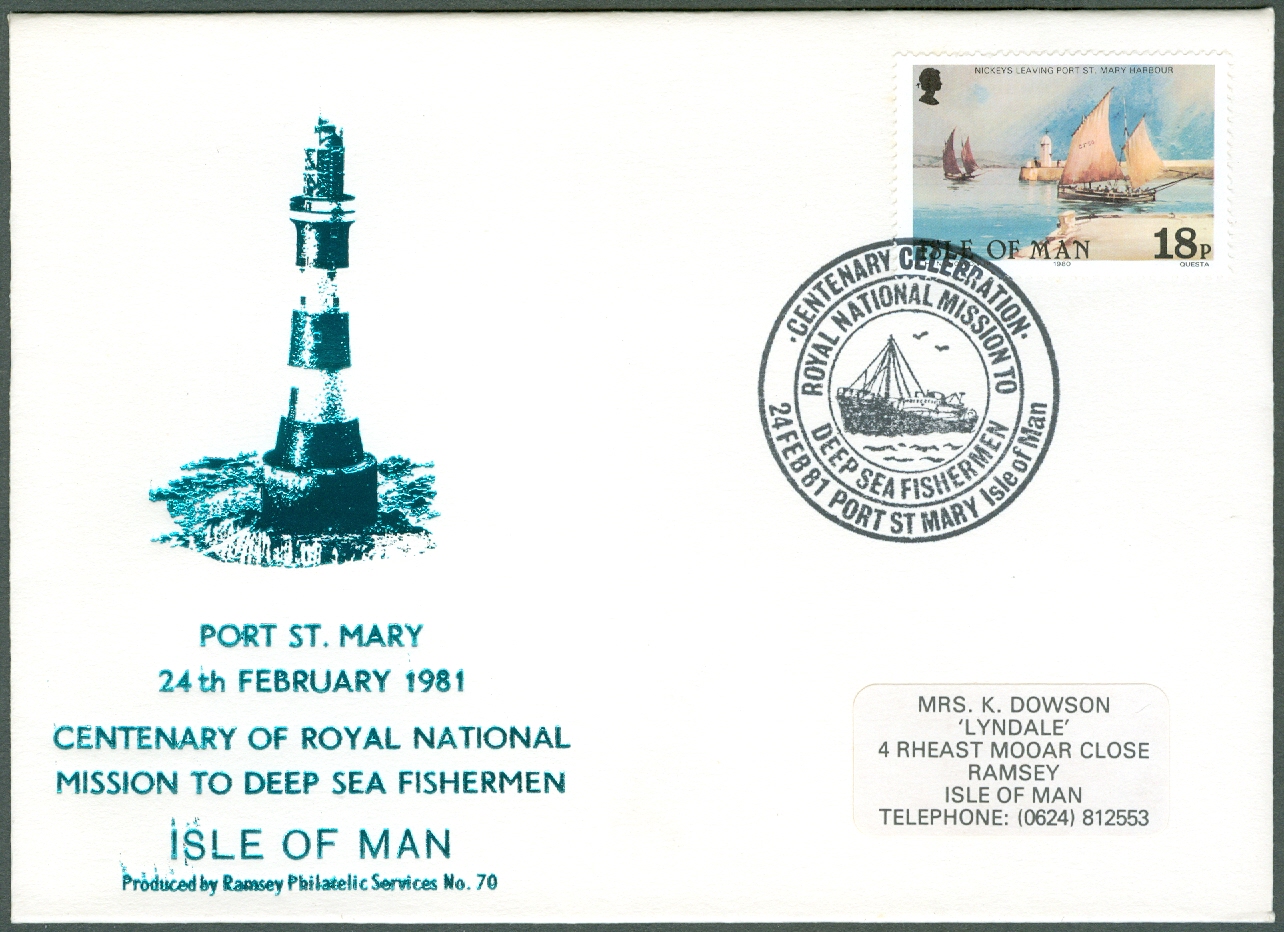 NICKEYS LEAVING PORT ST. MARY HARBOUR
ISLE OF MAN 18P
1980 QUESTA
·CENTENARY CELEBRATION·
ROYAL NATIONAL MISSION TO
DEEP SEA FISHERMEN
24 FEB 81 PORT ST MARY Isle of Man
PORT ST. MARY
24th FEBRUARY 1981
CENTENARY OF ROYAL NATIONAL
MISSION TO DEEP SEA FISHERMEN
ISLE OF MAN
Produced by Ramsey Philatelic Services No. 70
MRS. K. DOWSON
'LYNDALE'
4 RHEAST MOOAR CLOSE
RAMSEY
ISLE OF MAN
TELEPHONE: (0624) 812553